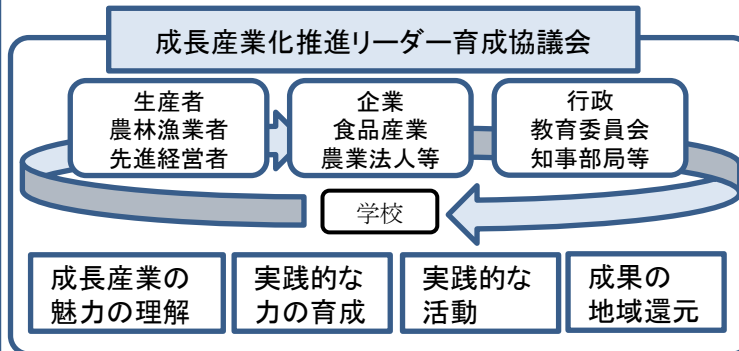 成長産業化推進リーダー育成協議会
生産者
農林漁業者
先進経営者
企業
食品産業
農業法人等
行政
教育委員会
知事部局等
学校
成長産業の
魅力の理解
実践的な
力の育成
実践的な
活動
成果の
地域還元